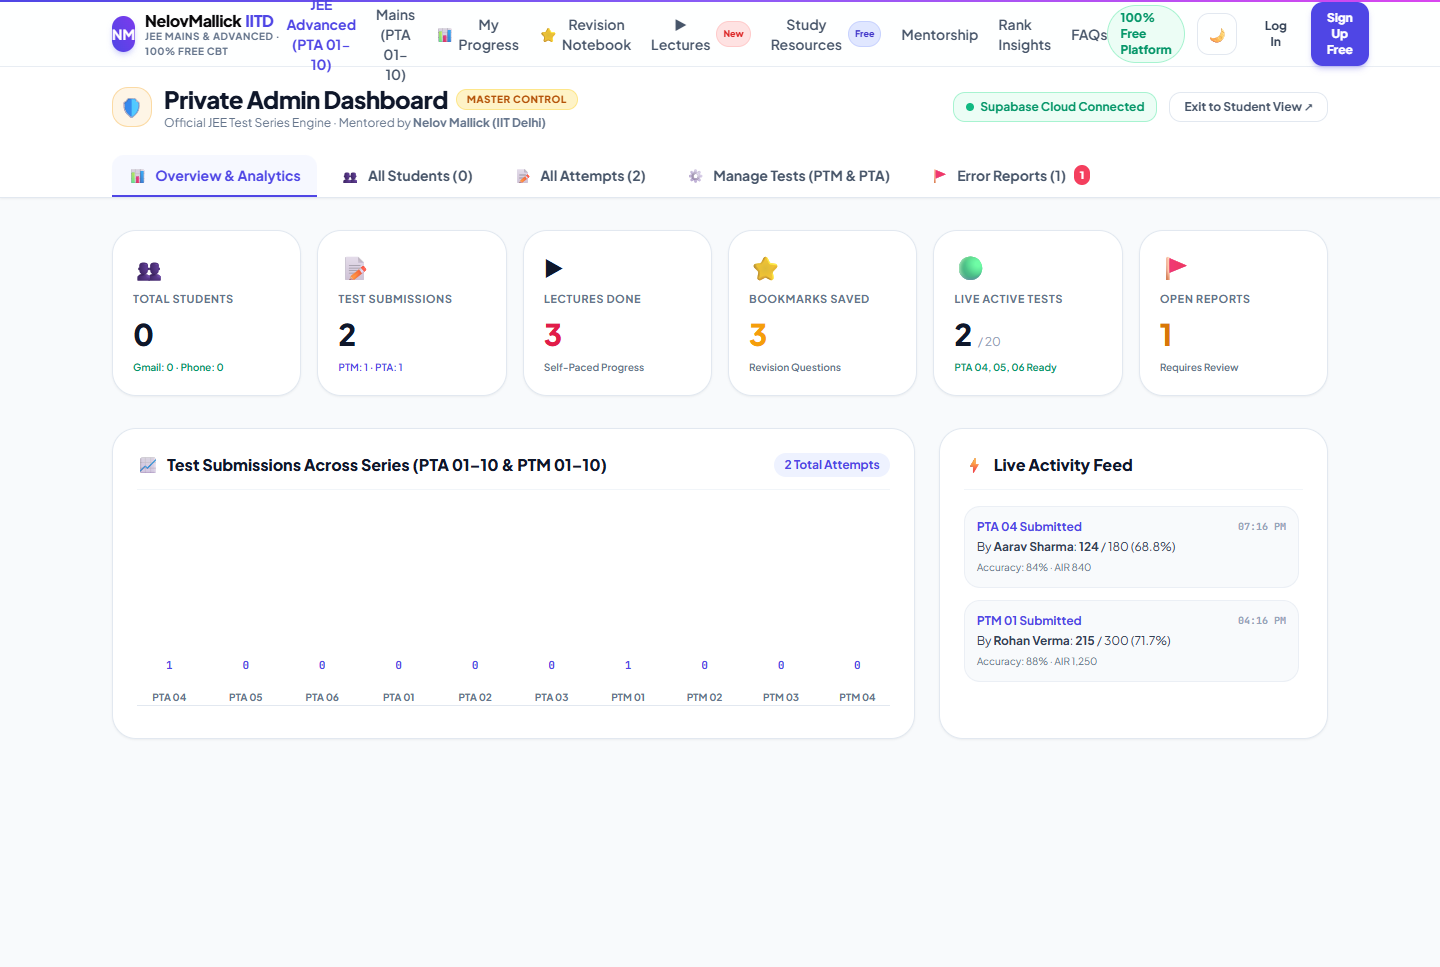 NM
NelovMallick IITD
JEE MAINS & ADVANCED ·
100% FREE CBT
JEE
Advanced
(PTA 01–
10)
Mains
(PTA
01–
10)
My
Progress
Revision
Notebook
Lectures
New
Study
Resources
Free
Mentorship
Rank
Insights
FAQs
100%
Free
Platform
Log
In
Sign
Up
Free
Private Admin Dashboard
MASTER CONTROL
Official JEE Test Series Engine · Mentored by Nelov Mallick (IIT Delhi)
Supabase Cloud Connected
Exit to Student View ↗
Overview & Analytics
All Students (0)
All Attempts (2)
Manage Tests (PTM & PTA)
Error Reports (1) 1
TOTAL STUDENTS
0
Gmail: 0 · Phone: 0
TEST SUBMISSIONS
2
PTM: 1 · PTA: 1
LECTURES DONE
3
Self-Paced Progress
BOOKMARKS SAVED
3
Revision Questions
LIVE ACTIVE TESTS
2 / 20
PTA 04, 05, 06 Ready
OPEN REPORTS
1
Requires Review
Test Submissions Across Series (PTA 01–10 & PTM 01–10)
2 Total Attempts
1 0 0 0 0 0 1 0 0 0
PTA 04 PTA 05 PTA 06 PTA 01 PTA 02 PTA 03 PTM 01 PTM 02 PTM 03 PTM 04
Live Activity Feed
PTA 04 Submitted 07:16 PM
By Aarav Sharma: 124 / 180 (68.8%)
Accuracy: 84% · AIR 840
PTM 01 Submitted 04:16 PM
By Rohan Verma: 215 / 300 (71.7%)
Accuracy: 88% · AIR 1,250